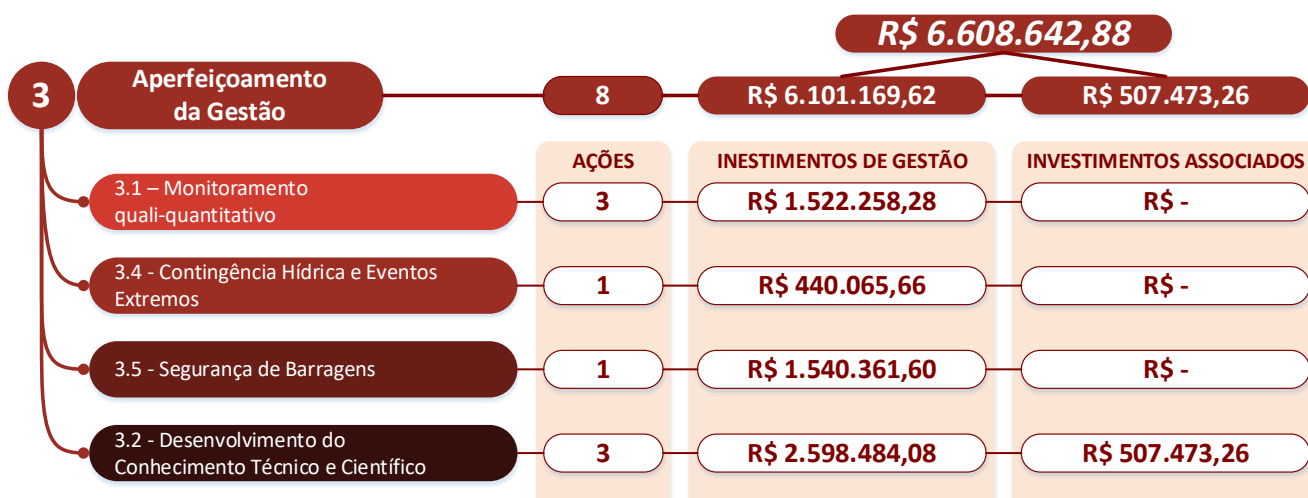 R$ 6.608.642,88
3
Aperfeiçoamento
da Gestão
8
R$ 6.101.169,62
R$ 507.473,26
AÇÕES
INESTIMENTOS DE GESTÃO
INVESTIMENTOS ASSOCIADOS
3.1 – Monitoramento
quali-quantitativo
3
R$ 1.522.258,28
R$ -
3.4 - Contingência Hídrica e Eventos
Extremos
1
R$ 440.065,66
R$ -
3.5 - Segurança de Barragens
1
R$ 1.540.361,60
R$ -
3.2 - Desenvolvimento do
Conhecimento Técnico e Científico
3
R$ 2.598.484,08
R$ 507.473,26